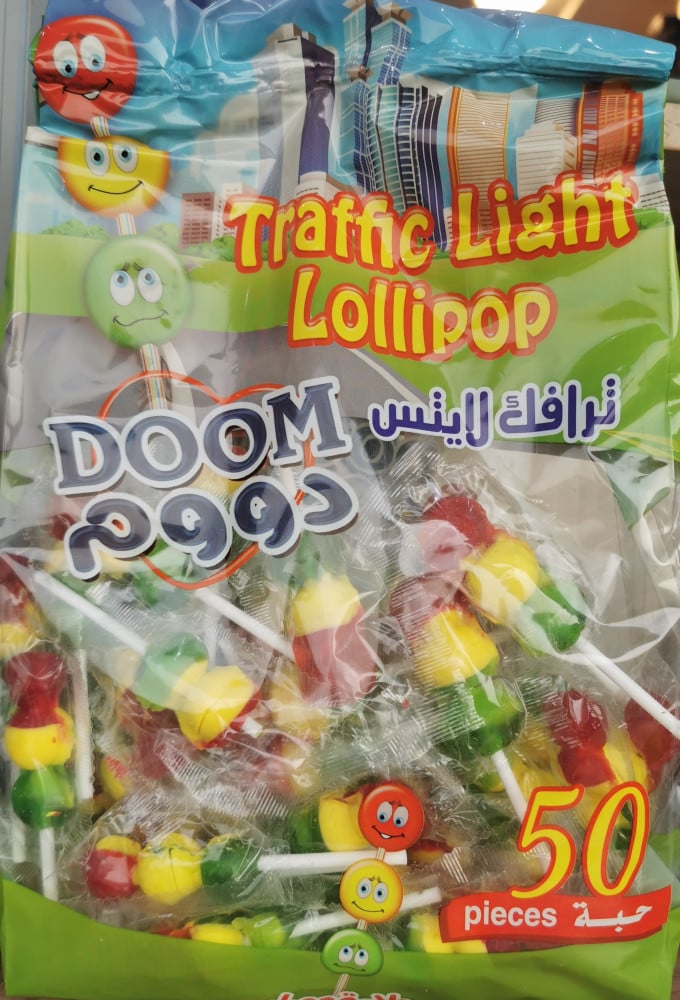 Traffic Light
Lollipop
ترافك لايتس
DOOM
دووم
50
pieces حبة